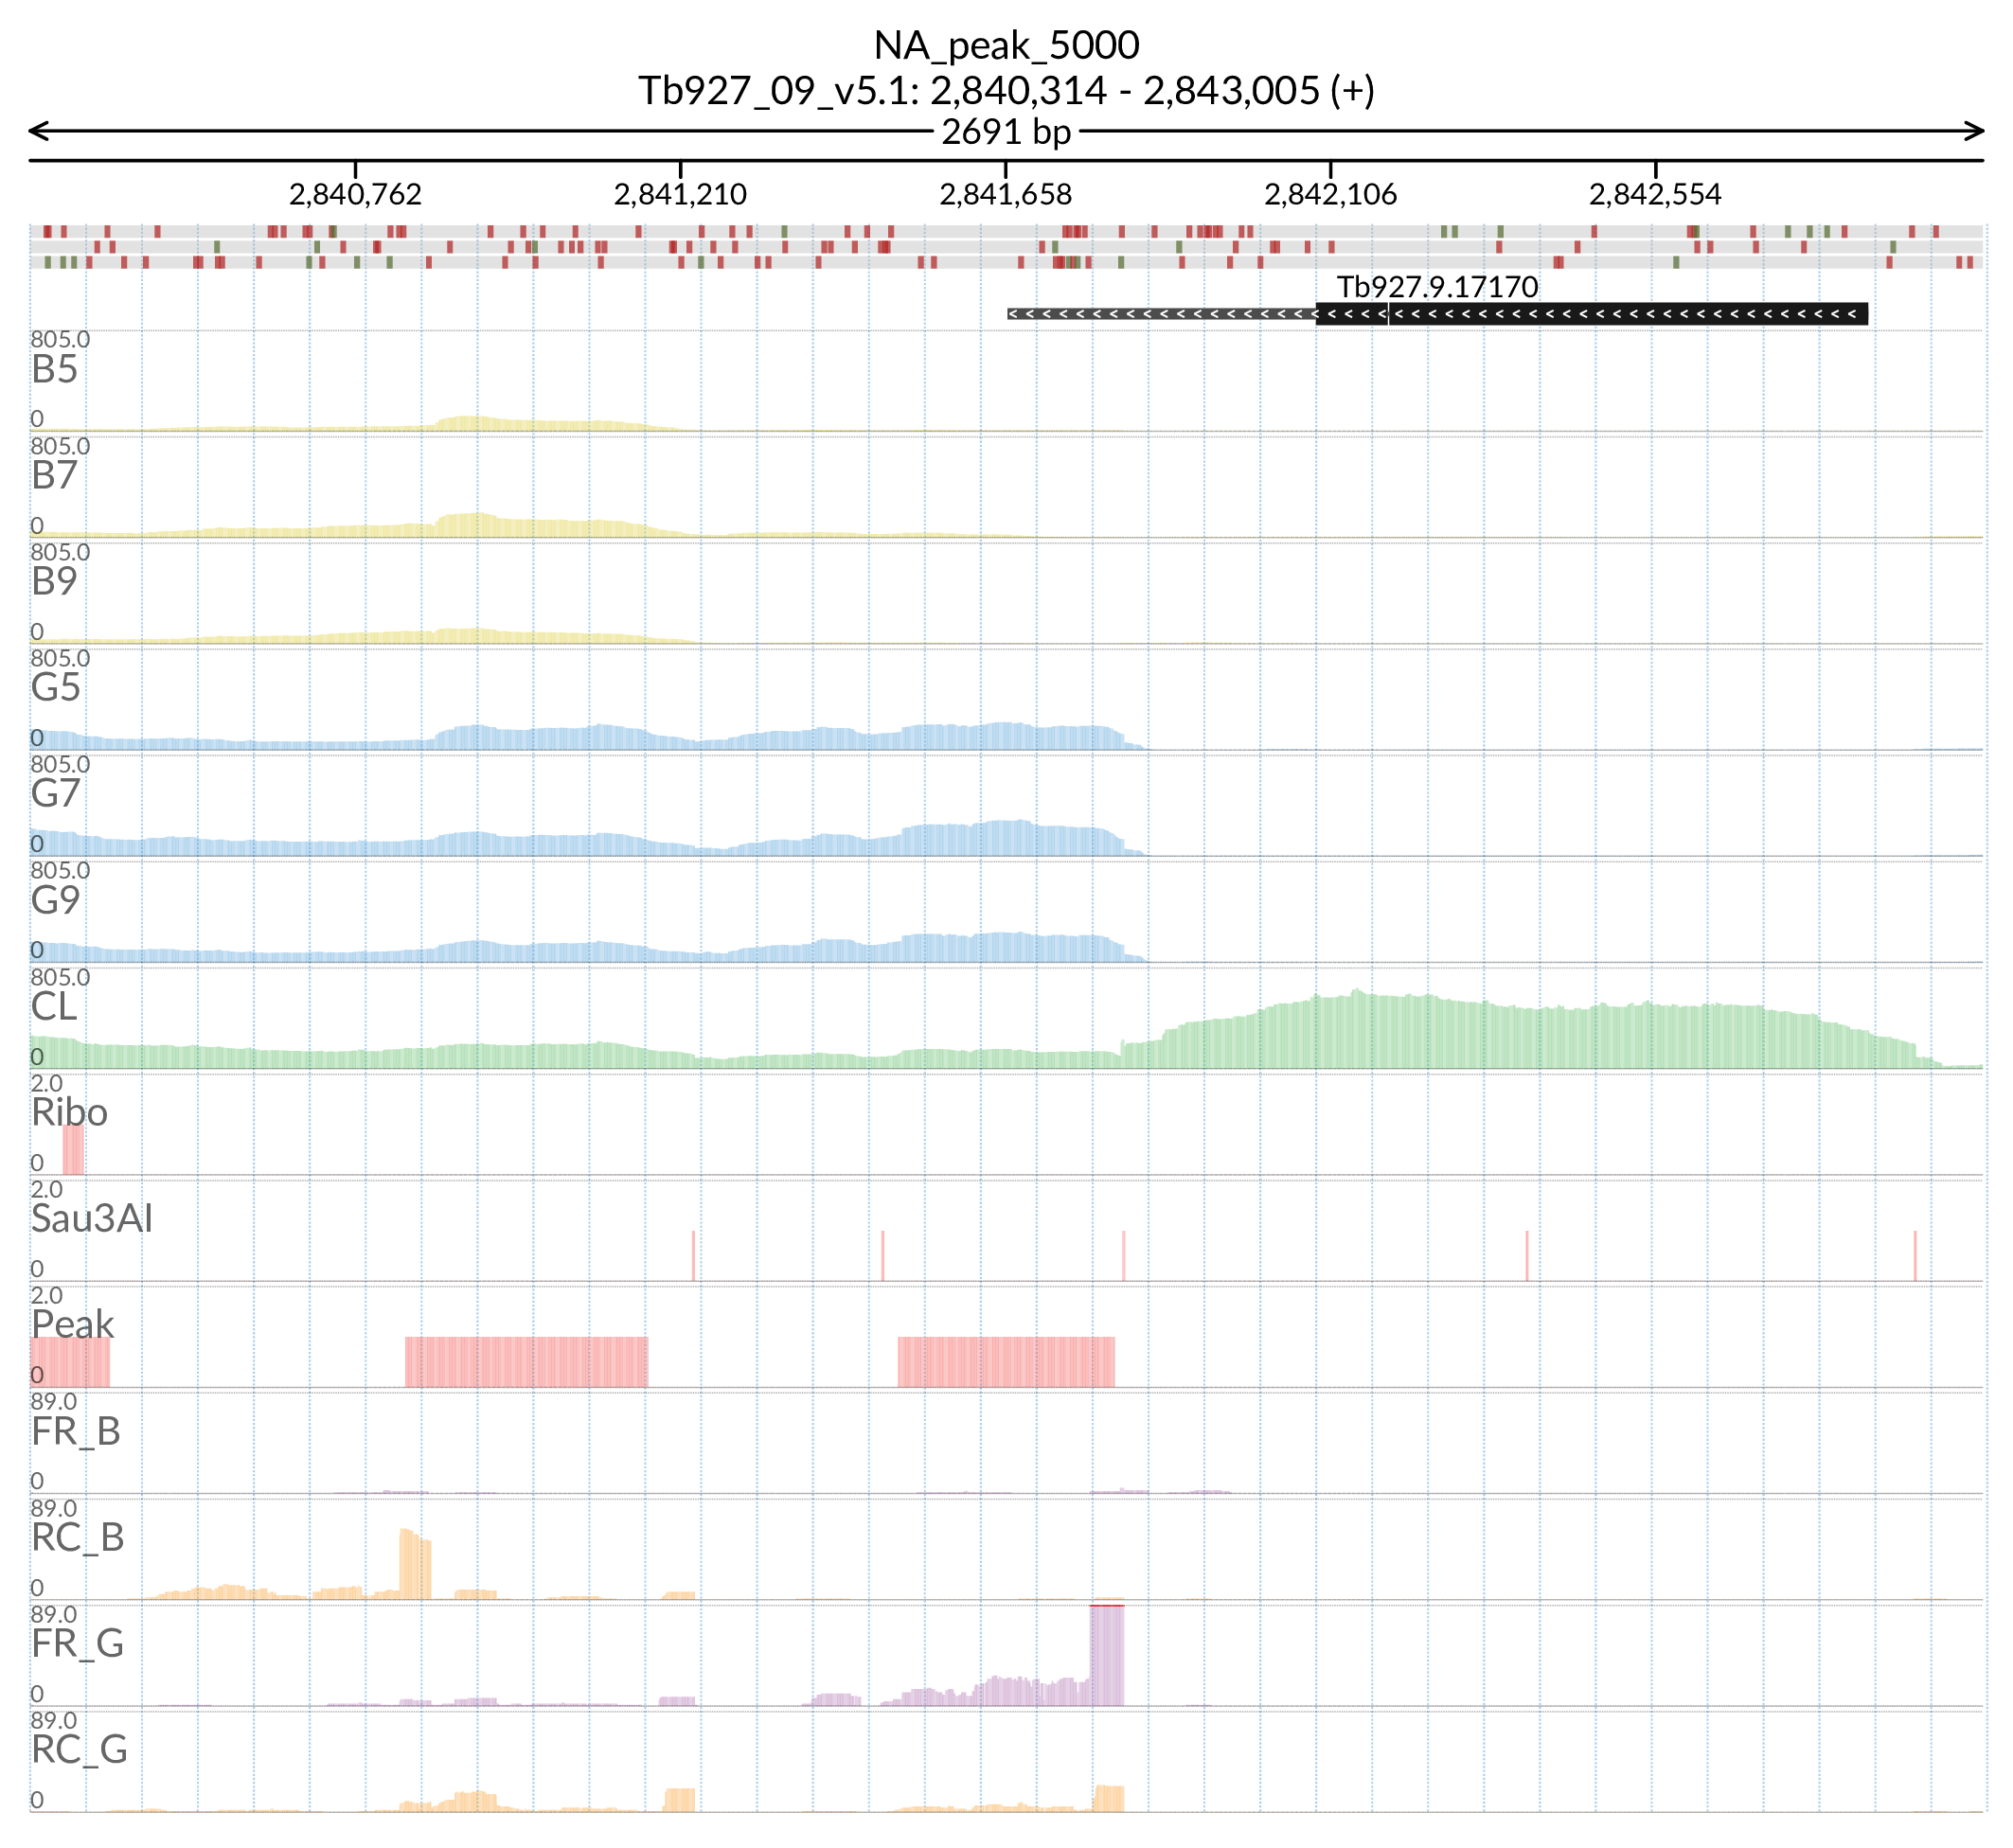 NA_peak_5000
Tb927_09_v5.1: 2,840,314 - 2,843,005 (+)
2691 bp
2,840,762 2,841,210 2,841,658 2,842,106 2,842,554
Tb927.9.17170
805.0
B5
0
805.0
B7
0
805.0
B9
0
805.0
G5
0
805.0
G7
0
805.0
G9
0
805.0
CL
0
2.0
Ribo
0
2.0
Sau3AI
0
2.0
Peak
0
89.0
FR_B
0
89.0
RC_B
0
89.0
FR_G
0
89.0
RC_G
0